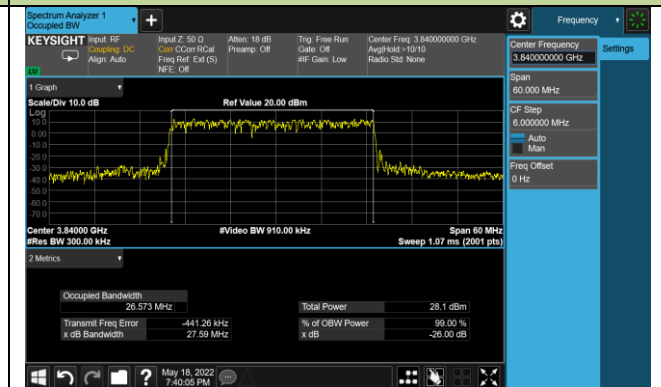 Spectrum Analyzer 1
Occupied BW
+
Frequency
KEYSIGHT
Input: RF
Coupling: DC
Align: Auto
Input Z: 50 Ω
Corr CCorr RCal
Freq Ref: Ext (S)
NFE: Off
Atten: 18 dB
Preamp: Off
Trig: Free Run
Gate: Off
#IF Gain: Low
Center Freq: 3.840000000 GHz
Avg|Hold:>10/10
Radio Std: None
LXI
1 Graph
Scale/Div 10.0 dB
Ref Value 20.00 dBm
Log
10.0
0.00
-10.0
-20.0
-30.0
-40.0
-50.0
-60.0
-70.0
Center 3.84000 GHz
#Video BW 910.00 kHz
Span 60 MHz
#Res BW 300.00 kHz
Sweep 1.07 ms (2001 pts)
2 Metrics
Occupied Bandwidth
26.573 MHz
Total Power 28.1 dBm
Transmit Freq Error -441.26 kHz
% of OBW Power 99.00 %
x dB Bandwidth 27.59 MHz
x dB -26.00 dB
Center Frequency
3.840000000 GHz
Settings
Span
60.000 MHz
CF Step
6.000000 MHz
Auto
Man
Freq Offset
0 Hz
?
May 18, 2022
7:40:05 PM